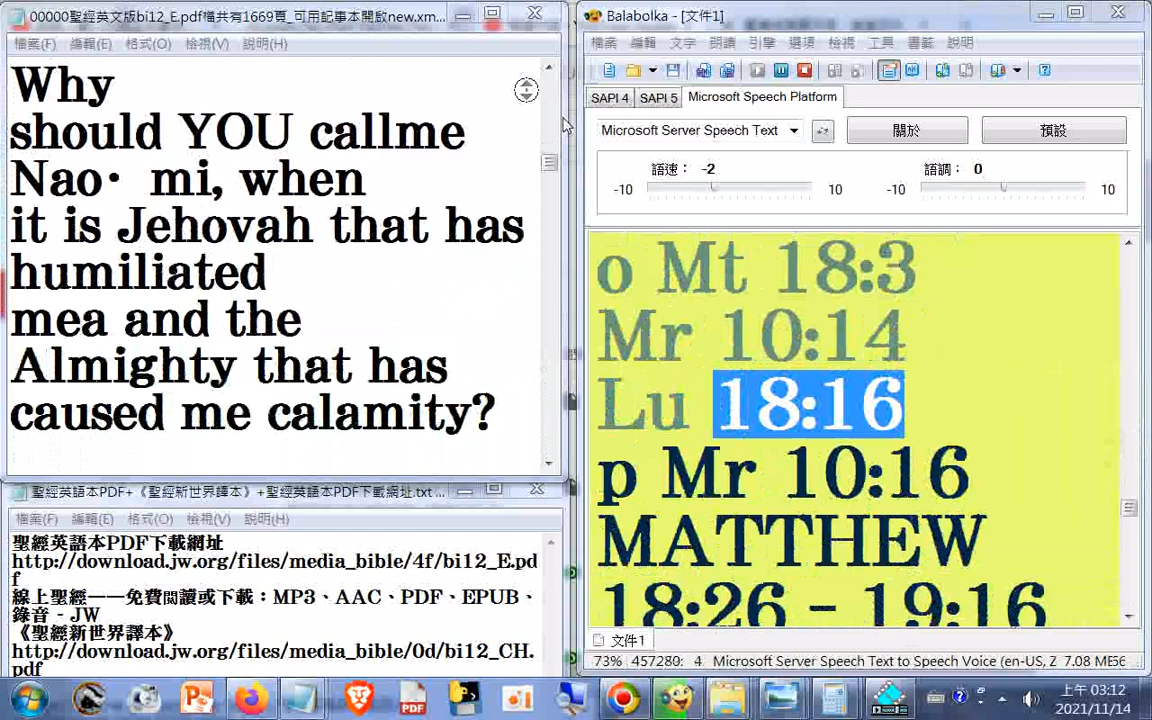 00000聖經英文版bi12_E.pdf檔共有1669頁_可用記事本開啟new.xm...
檔案(F) 編輯(E) 格式(O) 檢視(V) 說明(H)
Why
should YOU callme
Nao· mi, when
it is Jehovah that has
humiliated
mea and the
Almighty that has
caused me calamity?
聖經英語本PDF+《聖經新世界譯本》+聖經英語本PDF下載網址.txt ...
檔案(F) 編輯(E) 格式(O) 檢視(V) 說明(H)
聖經英語本PDF下載網址
http://download.jw.org/files/media_bible/4f/bi12_E.pd
f
線上聖經——免費閱讀或下載：MP3、AAC、PDF、EPUB、
錄音 - JW
《聖經新世界譯本》
http://download.jw.org/files/media_bible/0d/bi12_CH.
pdf
Balabolka - [文件1]
檔案 編輯 文字 朗讀 引擎 選項 檢視 工具 書籤 說明
SAPI 4 SAPI 5 Microsoft Speech Platform
Microsoft Server Speech Text 關於 預設
語速： -2 語調： 0
-10 10 -10 10
o Mt 18:3
Mr 10:14
Lu 18:16
p Mr 10:16
MATTHEW
18:26 - 19:16
文件1
73% 457280: 4 Microsoft Server Speech Text to Speech Voice (en-US, Z 7.08 МБ
上午 03:12
2021/11/14